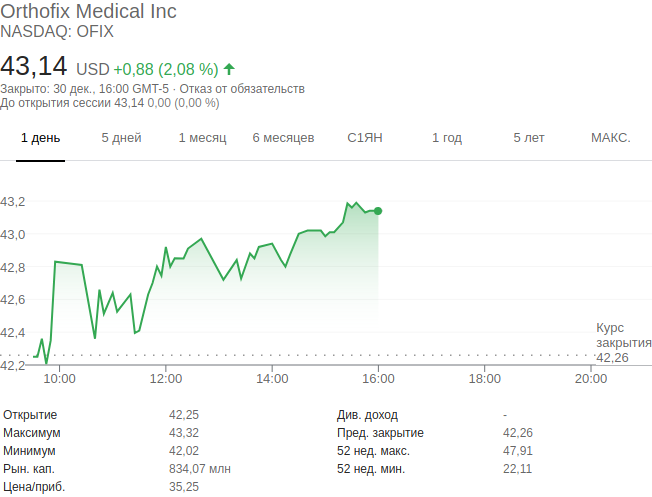 Orthofix Medical Inc
NASDAQ: OFIX
43,14 USD +0,88 (2,08 %)
Закрыто: 30 дек., 16:00 GMT-5 · Отказ от обязательств
До открытия сессии 43,14 0,00 (0,00 %)
1 день 5 дней 1 месяц 6 месяцев С1ЯН 1 год 5 лет МАКС.
43,2
43,0
42,8
42,6
42,4
42,2
Курс
закрытия
42,26
10:00 12:00 14:00 16:00 18:00 20:00
Открытие 42,25 Див. доход -
Максимум 43,32 Пред. закрытие 42,26
Минимум 42,02 52 нед. макс. 47,91
Рын. кап. 834,07 млн 52 нед. мин. 22,11
Цена/приб. 35,25